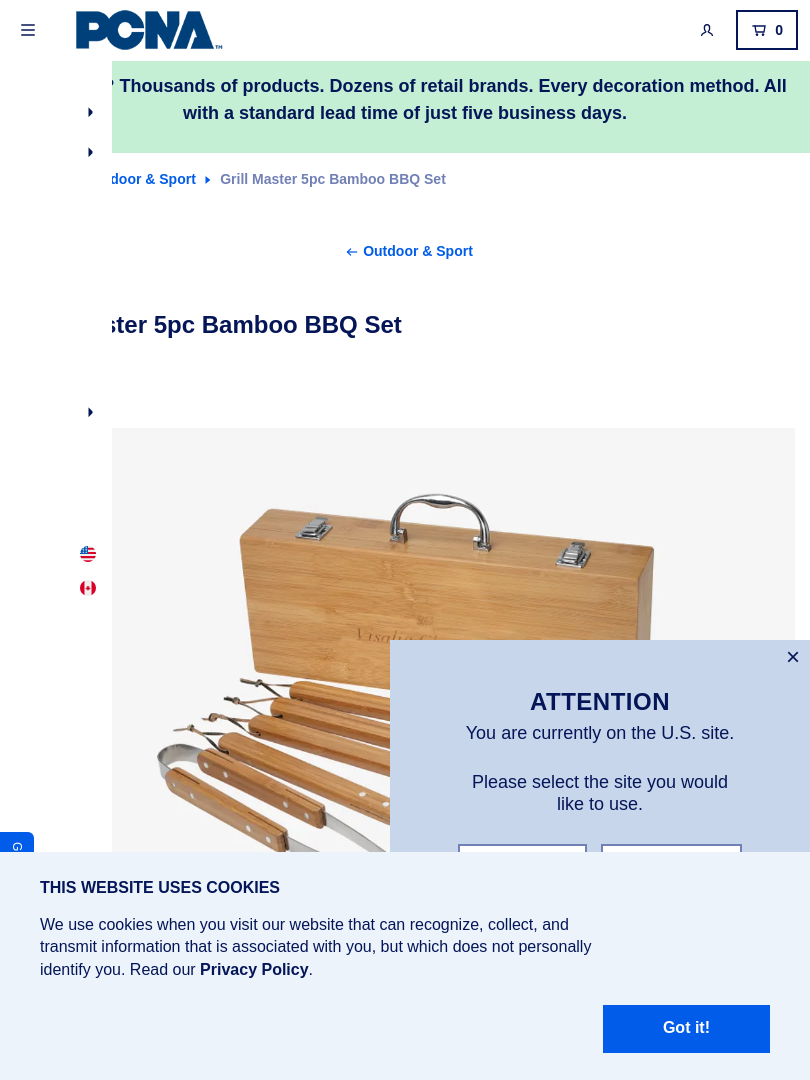 PCNA™
0
? Thousands of products. Dozens of retail brands. Every decoration method. All
with a standard lead time of just five business days.
door & Sport
Grill Master 5pc Bamboo BBQ Set
Outdoor & Sport
ster 5pc Bamboo BBQ Set
ATTENTION
You are currently on the U.S. site.
Please select the site you would
like to use.
G
THIS WEBSITE USES COOKIES
We use cookies when you visit our website that can recognize, collect, and
transmit information that is associated with you, but which does not personally
identify you. Read our Privacy Policy.
Got it!